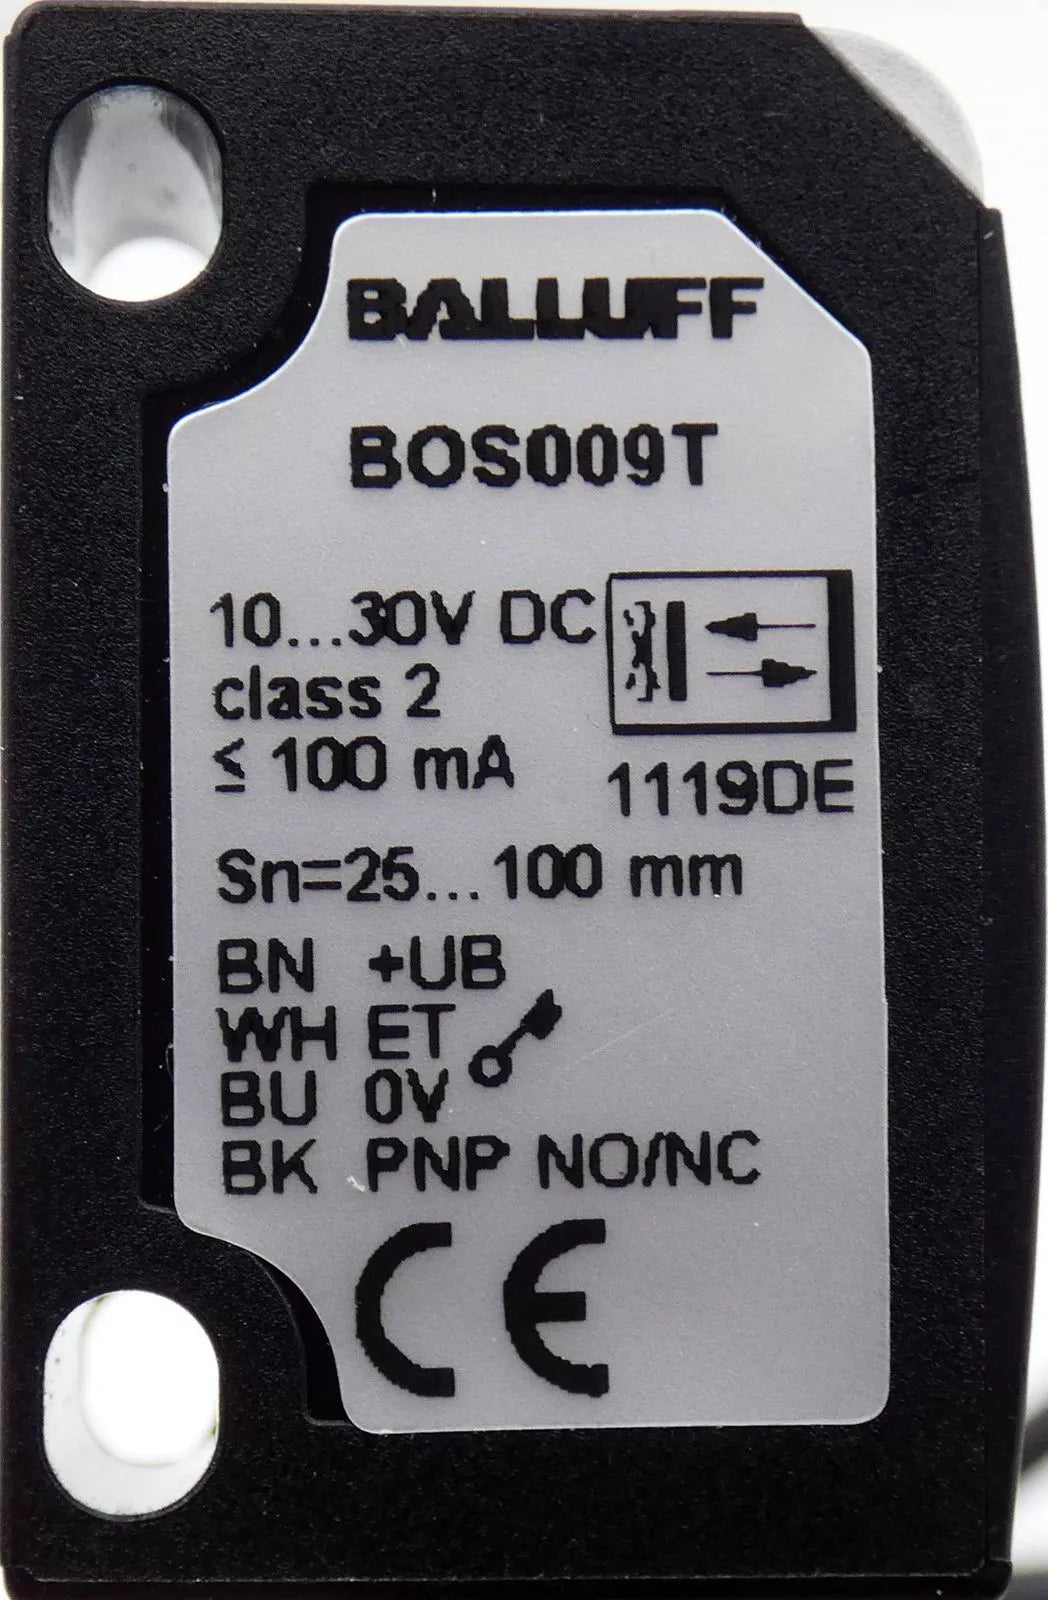 BALLUFF
BOS009T
10...30V DC
class 2
≤ 100 mA
1119DE
Sn=25...100 mm
BN +UB
WH ET
BU 0V
BK PNP NO/NC
CE